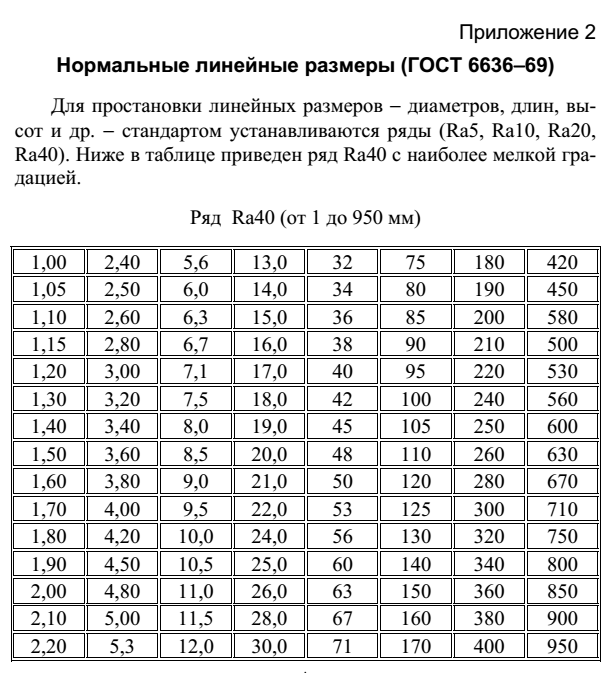 Приложение 2
Нормальные линейные размеры (ГОСТ 6636–69)
Для простановки линейных размеров – диаметров, длин, вы-
сот и др. – стандартом устанавливаются ряды (Ra5, Ra10, Ra20,
Ra40). Ниже в таблице приведен ряд Ra40 с наиболее мелкой гра-
дацией.
Ряд Ra40 (от 1 до 950 мм)
1,00 2,40 5,6 13,0 32 75 180 420
1,05 2,50 6,0 14,0 34 80 190 450
1,10 2,60 6,3 15,0 36 85 200 580
1,15 2,80 6,7 16,0 38 90 210 500
1,20 3,00 7,1 17,0 40 95 220 530
1,30 3,20 7,5 18,0 42 100 240 560
1,40 3,40 8,0 19,0 45 105 250 600
1,50 3,60 8,5 20,0 48 110 260 630
1,60 3,80 9,0 21,0 50 120 280 670
1,70 4,00 9,5 22,0 53 125 300 710
1,80 4,20 10,0 24,0 56 130 320 750
1,90 4,50 10,5 25,0 60 140 340 800
2,00 4,80 11,0 26,0 63 150 360 850
2,10 5,00 11,5 28,0 67 160 380 900
2,20 5,3 12,0 30,0 71 170 400 950